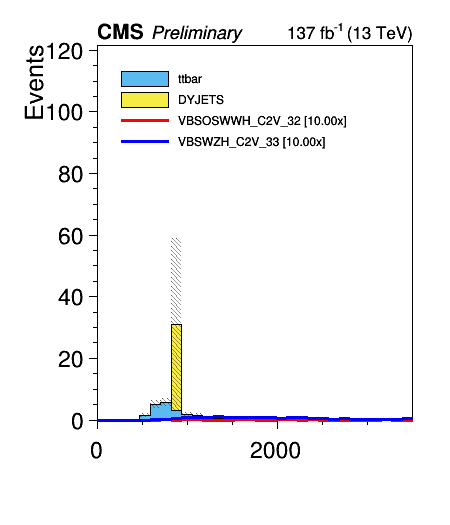 CMS Preliminary 137 fb⁻¹ (13 TeV)
Events
120
100
80
60
40
20
0
ttbar
DYJETS
VBSOSWWH_C2V_32 [10.00x]
VBSWZH_C2V_33 [10.00x]
0 2000